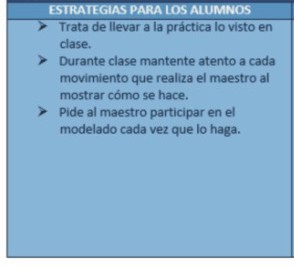 ESTRATEGIAS PARA LOS ALUMNOS
➤ Trata de llevar a la práctica lo visto en
clase.
➤ Durante clase mantente atento a cada
movimiento que realiza el maestro al
mostrar cómo se hace.
➤ Pide al maestro participar en el
modelado cada vez que lo haga.